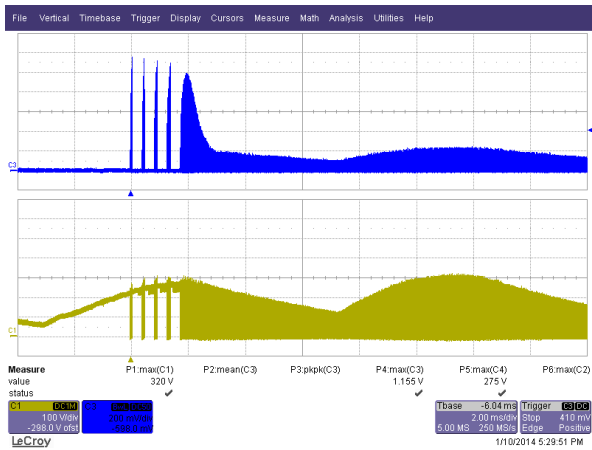 File Vertical Timebase Trigger Display Cursors Measure Math Analysis Utilities Help
C3
C1
Measure P1:max(C1) P2:mean(C3) P3:pkpk(C3) P4:max(C3) P5:max(C4) P6:max(C2)
value 320 V 1.155 V 275 V
status
C1 DC1M Tbase -6.04 ms Trigger C3 DC
100 V/div 200 mV/div 2.00 ms/div Stop 410 mV
-298.0 V ofst 5.00 MS 250 MS/s Edge Positive
LeCroy 1/10/2014 5:29:51 PM